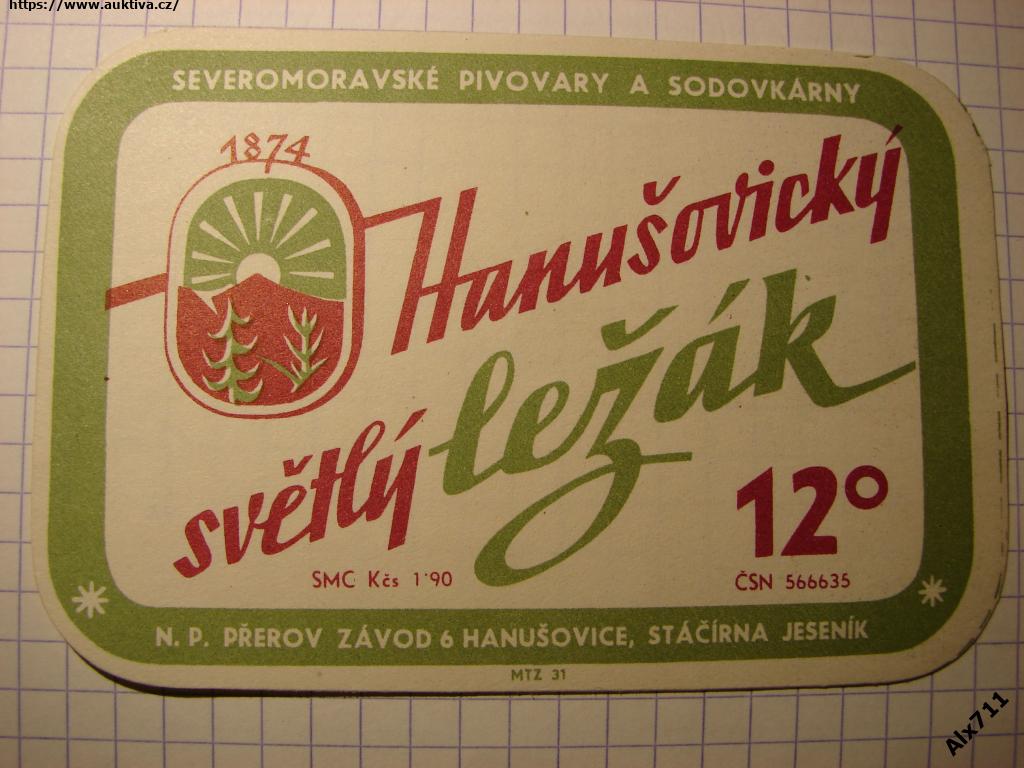 https://www.auktiva.cz/
SEVEROMORAVSKÉ PIVOVARY A SODOVKÁRNY
1874
Hanušovický
světlý ležák
12°
SMC Kčs 1'90
ČSN 566635
N. P. PŘEROV ZÁVOD 6 HANUŠOVICE, STÁČÍRNA JESENÍK
MTZ 31
Alx711